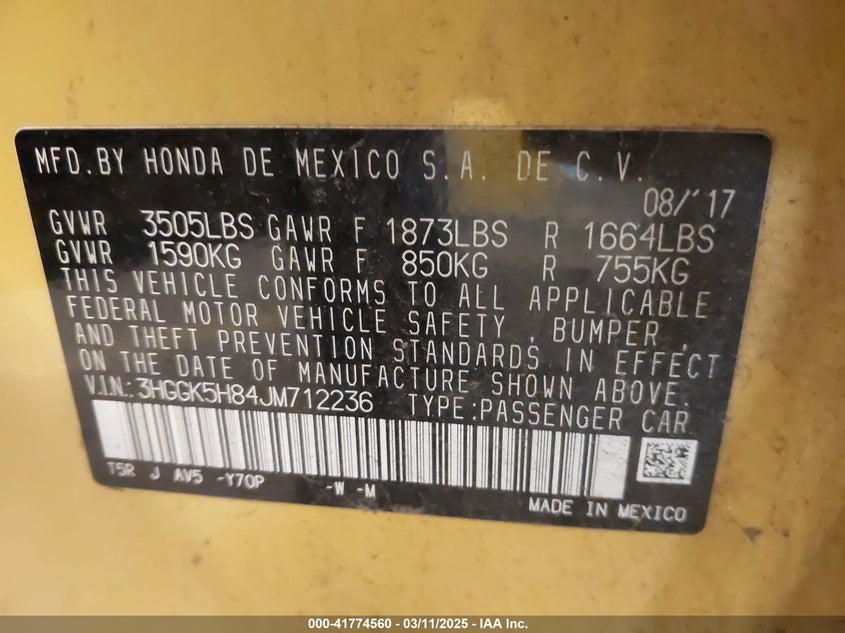 MFD.BY HONDA DE MEXICO S.A. DE C.V.
08/'17
GVWR 3505LBS GAWR F 1873LBS R 1664LBS
GVWR 1590KG GAWR F 850KG R 755KG
THIS VEHICLE CONFORMS TO ALL APPLICABLE
FEDERAL MOTOR VEHICLE SAFETY , BUMPER ,
AND THEFT PREVENTION STANDARDS IN EFFECT
ON THE DATE OF MANUFACTURE SHOWN ABOVE.
V.I.N.:3HGGK5H84JM712236 TYPE:PASSENGER CAR
T5R J AV5 -Y70P -W -M
MADE IN MEXICO
000-41774560 — 03/11/2025 — IAA Inc.